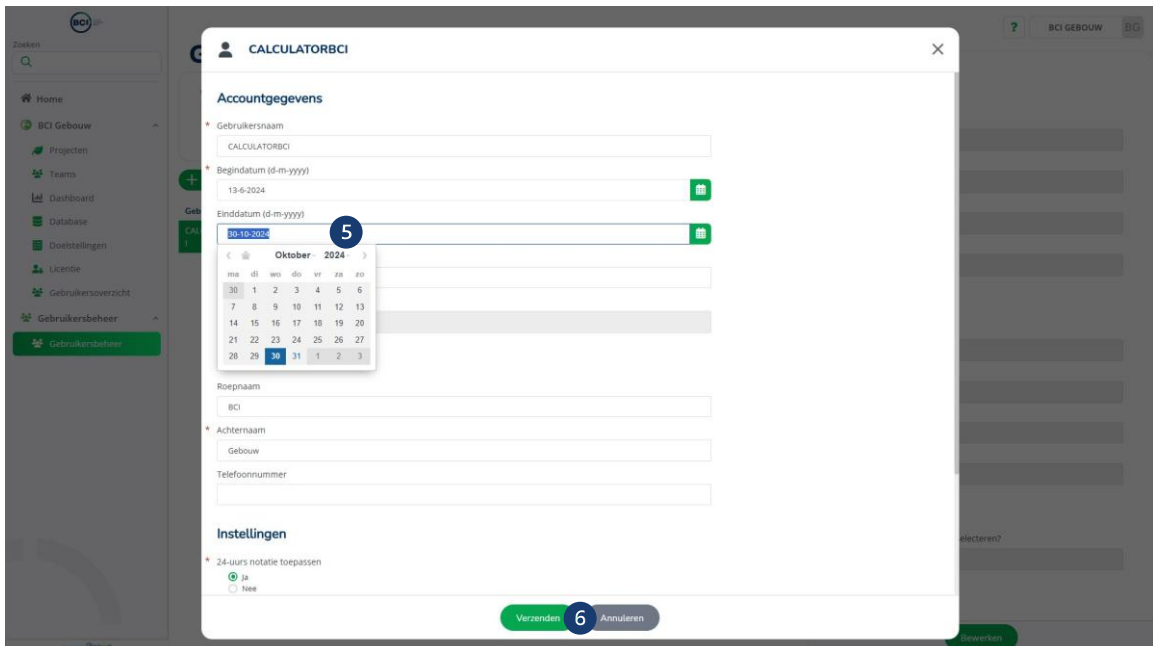 BCI
Zoeken
Home
BCI Gebouw
Projecten
Teams
Dashboard
Database
Doelstellingen
Licentie
Gebruikersoverzicht
Gebruikersbeheer
Gebruikersbeheer
G
Geb
CAL
I
? BCI GEBOUW BG
CALCULATORBCI
Accountgegevens
* Gebruikersnaam
CALCULATORBCI
* Begindatum (d-m-yyyy)
13-6-2024
Einddatum (d-m-yyyy)
30-10-2024 5
Oktober 2024
ma di wo do vr za zo
30 1 2 3 4 5 6
7 8 9 10 11 12 13
14 15 16 17 18 19 20
21 22 23 24 25 26 27
28 29 30 31 1 2 3
Roepnaam
BCI
* Achternaam
Gebouw
Telefoonnummer
Instellingen
* 24-uurs notatie toepassen
Ja
Nee
electeren?
Verzenden 6 Annuleren
Bewerken